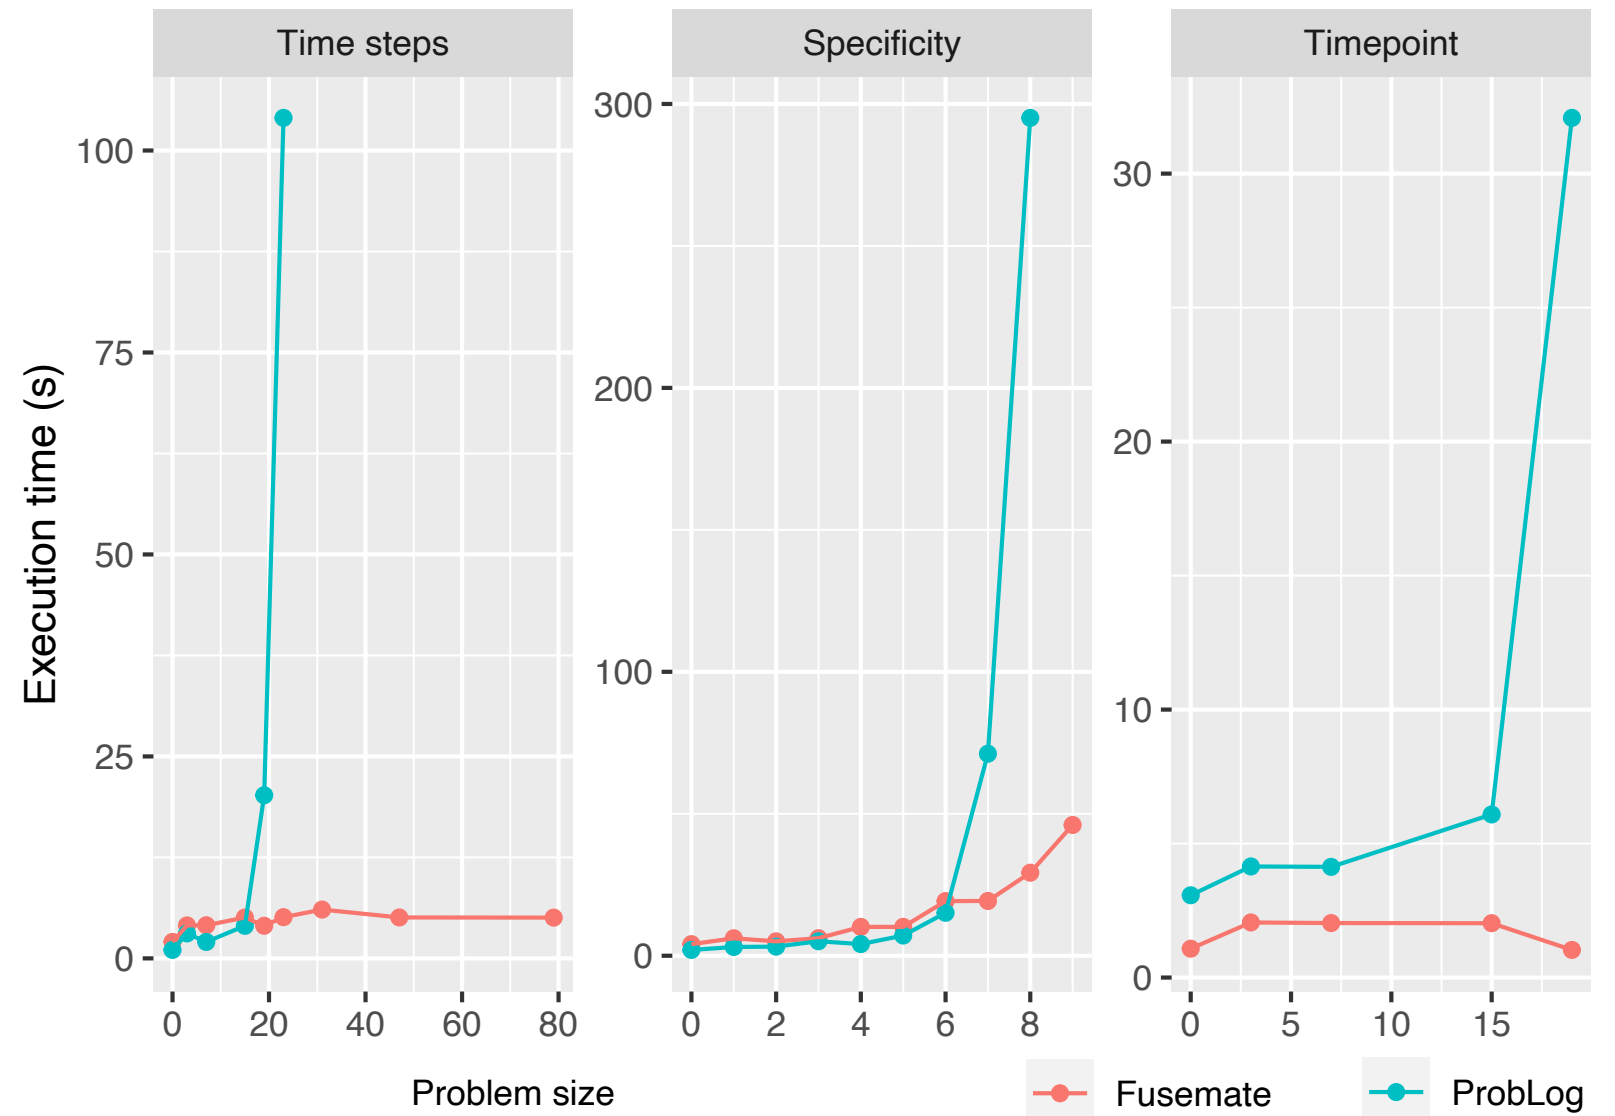 Time steps
Specificity
Timepoint
Execution time (s)
100
75
50
25
0
300
200
100
0
30
20
10
0
0 20 40 60 80
0 2 4 6 8
0 5 10 15
Problem size
Fusemate
ProbLog